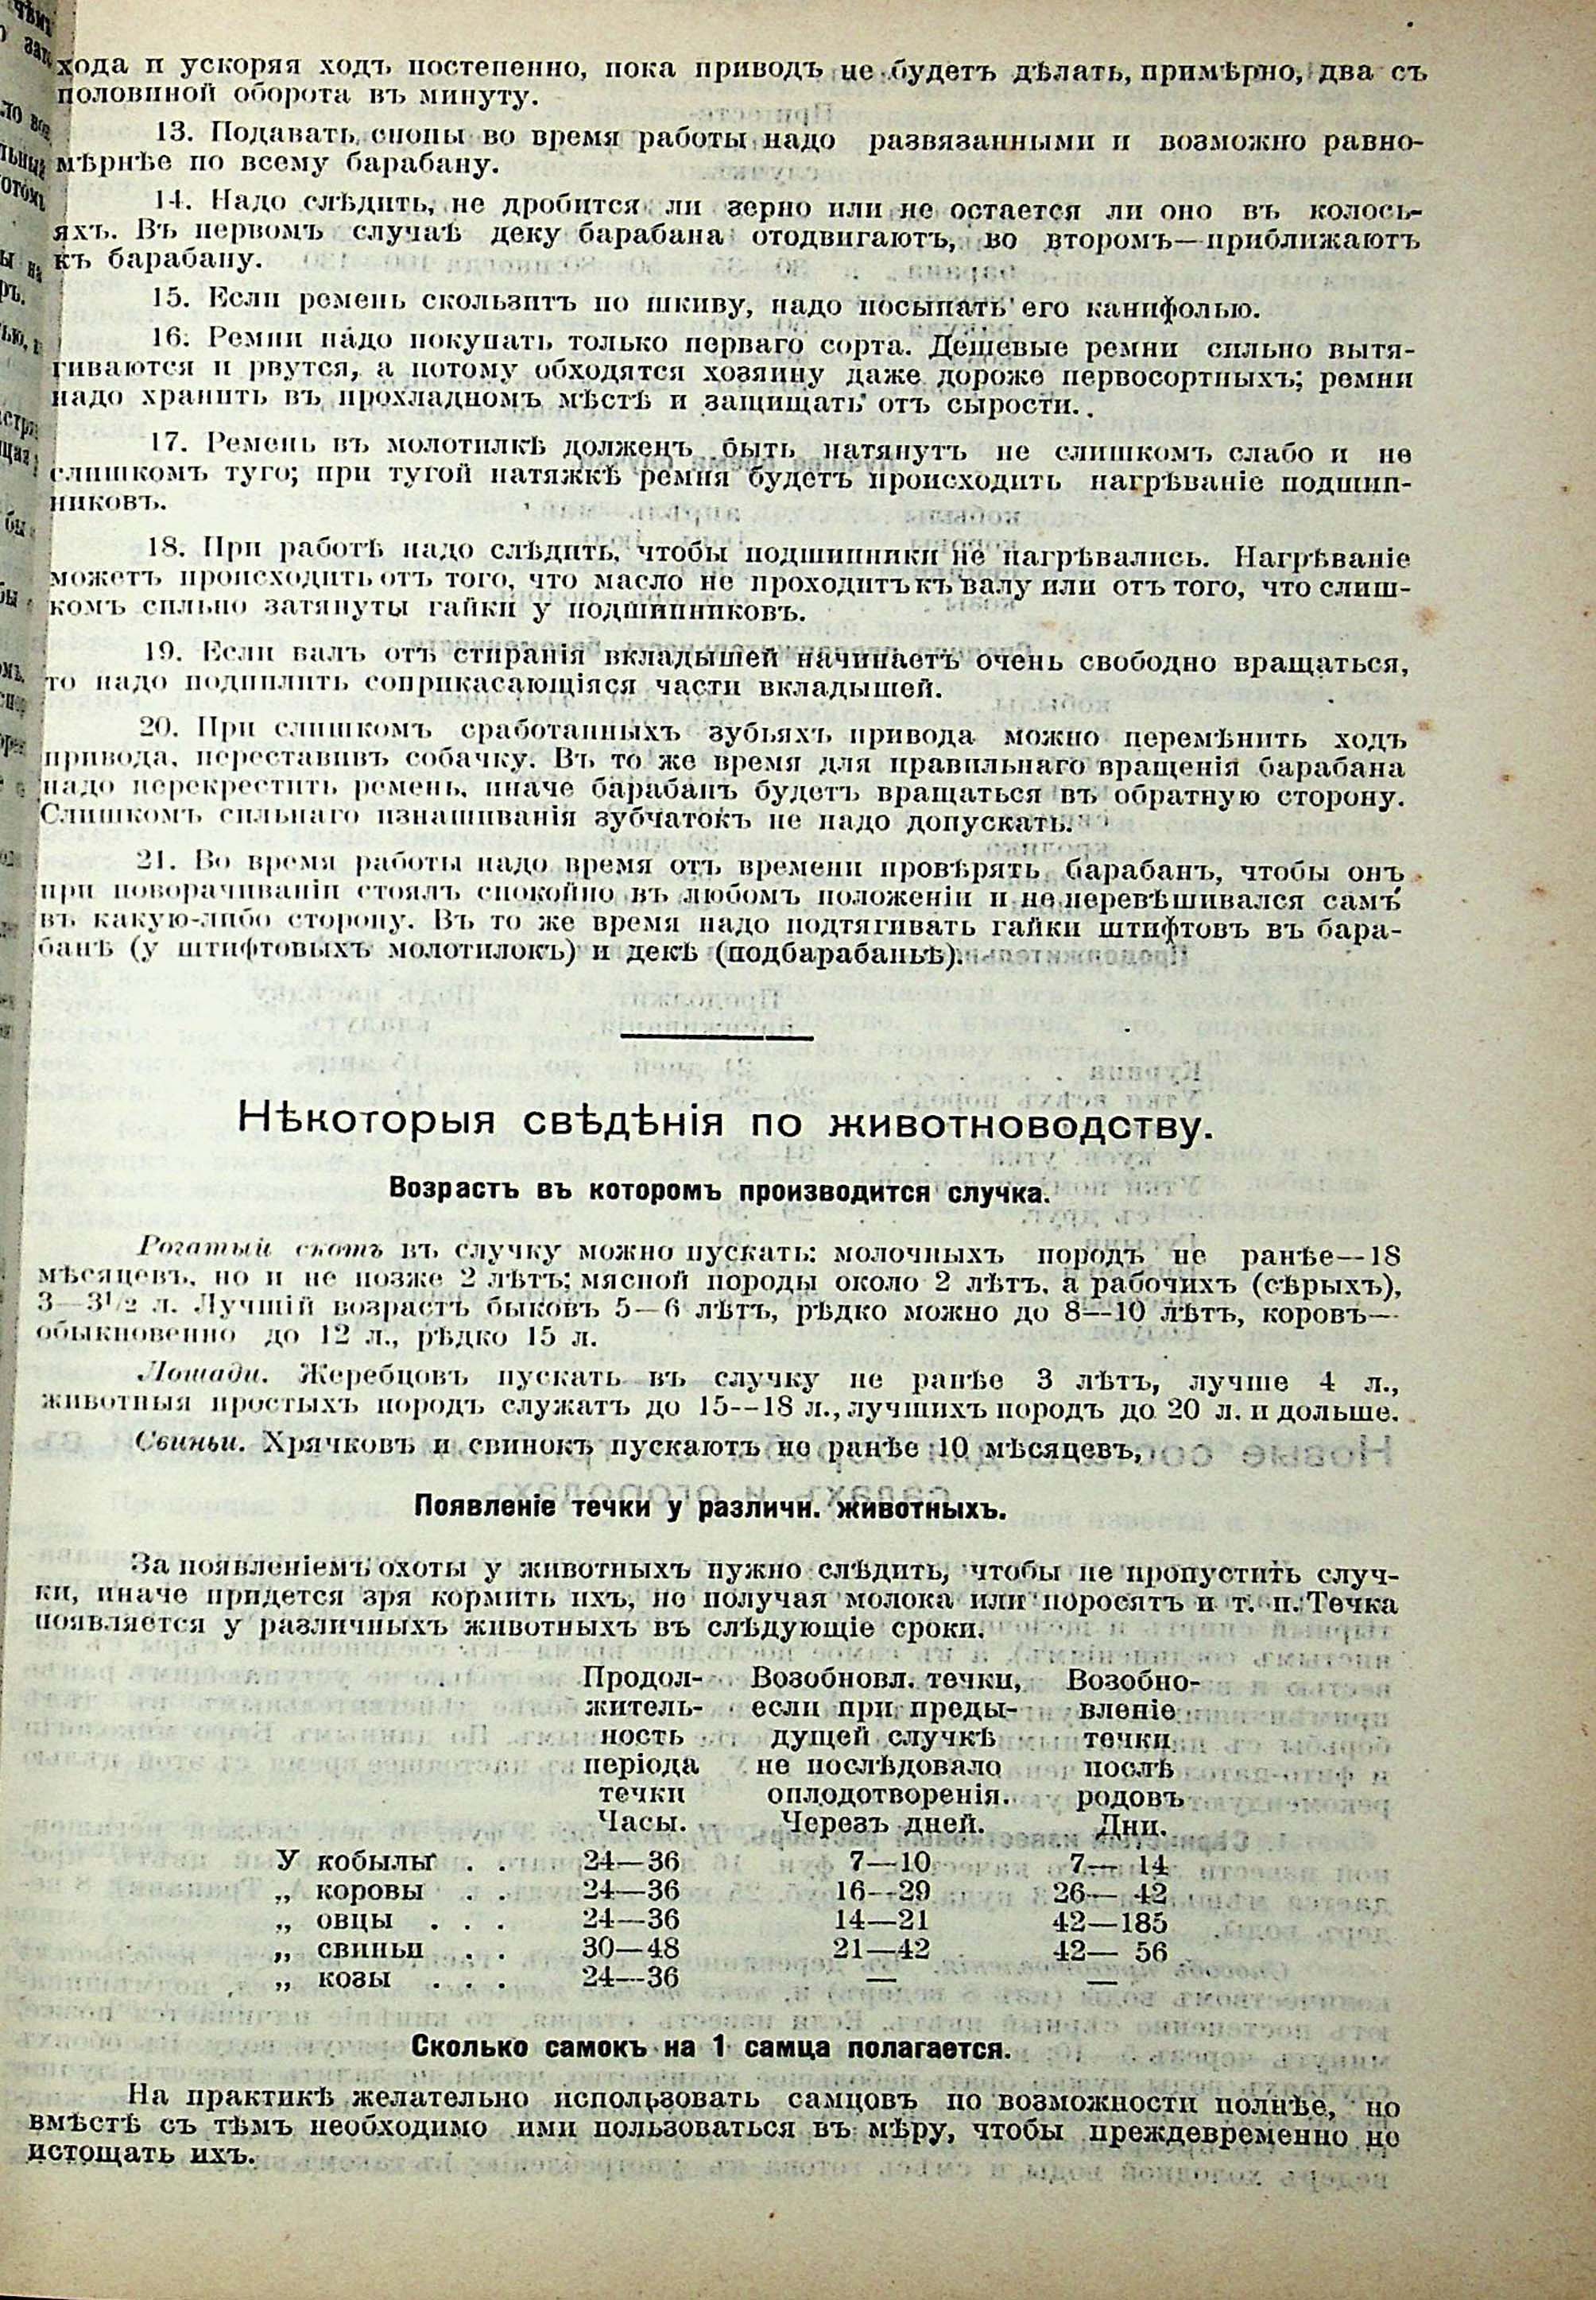 хода и ускоряя ходъ постепенно, пока приводъ не будетъ дѣлать, примѣрно, два съ
половиной оборота въ минуту.
13. Подавать снопы во время работы надо развязанными и возможно равно-
мѣрнѣе по всему барабану.
14. Надо слѣдить, не дробится ли зерно или не остается ли оно въ колось-
яхъ. Въ первомъ случаѣ деку барабана отодвигаютъ, во второмъ—приближаютъ
къ барабану.
15. Если ремень скользитъ по шкиву, надо посыпать его канифолью.
16. Ремни надо покупать только перваго сорта. Дешевые ремни сильно вытя-
гиваются и рвутся, а потому обходятся хозяину даже дороже первосортныхъ; ремни
надо хранить въ прохладномъ мѣстѣ и защищать отъ сырости.
17. Ремень въ молотилкѣ долженъ быть натянутъ не слишкомъ слабо и не
слишкомъ туго; при тугой натяжкѣ ремня будетъ происходить нагрѣваніе подшип-
никовъ.
18. При работѣ надо слѣдить, чтобы подшипники не нагрѣвались. Нагрѣваніе
можетъ происходить отъ того, что масло не проходитъ къ валу или отъ того, что слиш-
комъ сильно затянуты гайки у подшипниковъ.
19. Если валъ отъ стиранія вкладышей начинаетъ очень свободно вращаться,
то надо подпилить соприкасающіяся части вкладышей.
20. При слишкомъ сработанныхъ зубьяхъ привода можно перемѣнить ходъ
привода, переставивъ собачку. Въ то же время для правильнаго вращенія барабана
надо перекрестить ремень, иначе барабанъ будетъ вращаться въ обратную сторону.
Слишкомъ сильнаго изнашиванія зубчатокъ не надо допускать.
21. Во время работы надо время отъ времени провѣрять барабанъ, чтобы онъ
при поворачиваніи стоялъ спокойно въ любомъ положеніи и не перевѣшивался самъ
въ какую-либо сторону. Въ то же время надо подтягивать гайки штифтовъ въ бара-
банѣ (у штифтовыхъ молотилокъ) и декѣ (подбарабаньѣ).
Нѣкоторыя свѣдѣнія по животноводству.
Возрастъ въ которомъ производится случка.
Рогатый скотъ въ случку можно пускать: молочныхъ породъ не ранѣе—18
мѣсяцевъ, но и не позже 2 лѣтъ; мясной породы около 2 лѣтъ, а рабочихъ (сѣрыхъ),
3—3½ л. Лучшій возрастъ быковъ 5—6 лѣтъ, рѣдко можно до 8—10 лѣтъ, коровъ—
обыкновенно до 12 л., рѣдко 15 л.
Лошади. Жеребцовъ пускать въ случку не ранѣе 3 лѣтъ, лучше 4 л.,
животныя простыхъ породъ служатъ до 15—18 л., лучшихъ породъ до 20 л. и дольше.
Свиньи. Хрячковъ и свинокъ пускаютъ не ранѣе 10 мѣсяцевъ,
Появленіе течки у различн. животныхъ.
За появленіемъ охоты у животныхъ нужно слѣдить, чтобы не пропустить случ-
ки, иначе придется зря кормить ихъ, не получая молока или поросятъ и т. п. Течка
появляется у различныхъ животныхъ въ слѣдующіе сроки.
Продол- Возобновл. течки, Возобно-
житель- если при преды- вленіе
ность дущей случкѣ течки
періода не послѣдовало послѣ
течки оплодотворенія. родовъ
Часы. Черезъ дней. Дни.
У кобылы . . 24—36 7—10 7— 14
„ коровы . . 24—36 16—29 26— 42
„ овцы . . . 24—36 14—21 42—185
„ свиньи . . 30—48 21—42 42— 56
„ козы . . . 24—36 — —
Сколько самокъ на 1 самца полагается.
На практикѣ желательно использовать самцовъ по возможности полнѣе, но
вмѣстѣ съ тѣмъ необходимо ими пользоваться въ мѣру, чтобы преждевременно не
истощать ихъ.